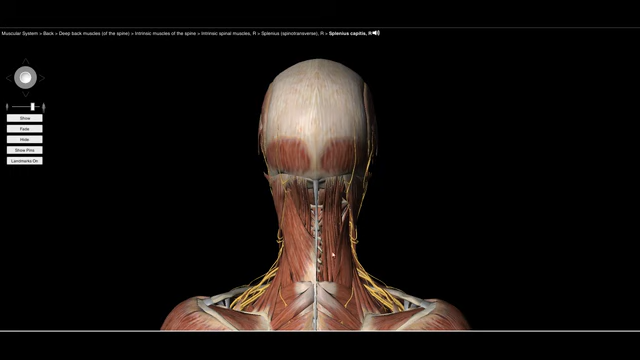 Muscular System > Back > Deep back muscles (of the spine) > Intrinsic muscles of the spine > Intrinsic spinal muscles, R > Splenius (spinotransverse), R > Splenius capitis, R
Show
Fade
Hide
Show Pins
Landmarks On